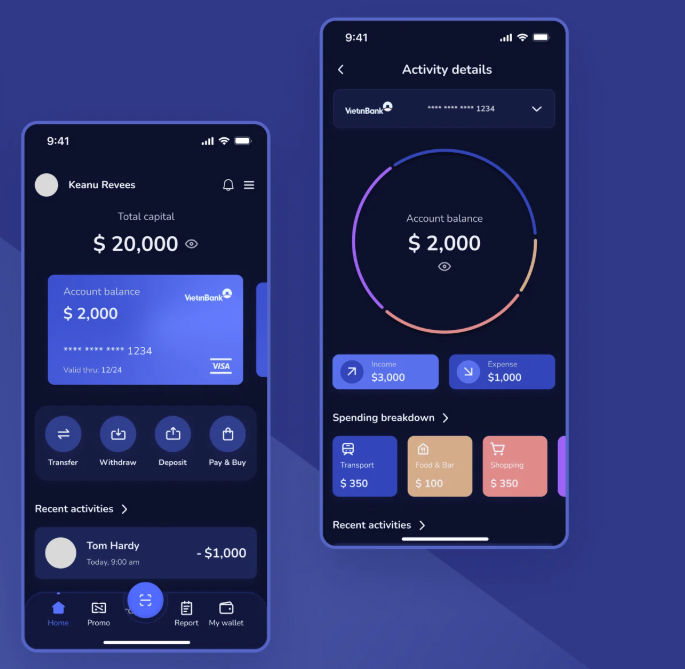 9:41
Keanu Revees
Total capital
$ 20,000
Account balance
VietinBank
$ 2,000
**** **** **** 1234
Valid thru: 12/24
VISA
Transfer
Withdraw
Deposit
Pay & Buy
Recent activities
Tom Hardy
Today, 9:00 am
- $1,000
Home
Promo
Report
My wallet
9:41
Activity details
VietinBank
**** **** **** 1234
Account balance
$ 2,000
Income
$3,000
Expense
$1,000
Spending breakdown
Transport
$ 350
Food & Bar
$ 100
Shopping
$ 350
Recent activities